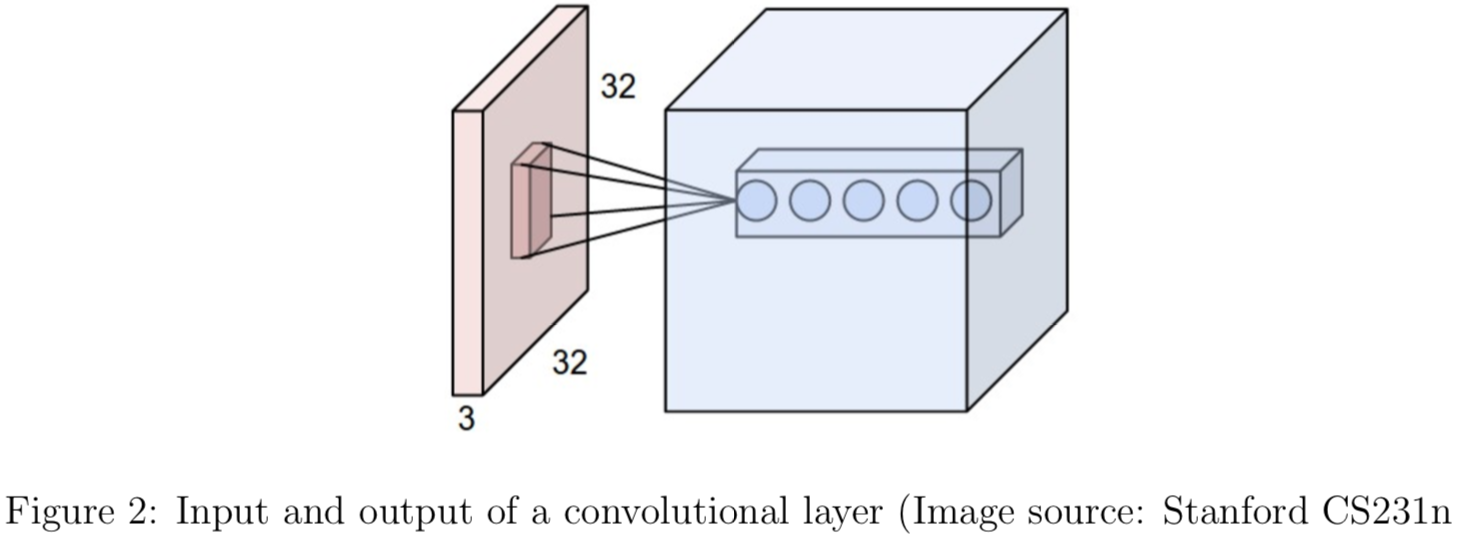 32
32
3
Figure 2: Input and output of a convolutional layer (Image source: Stanford CS231n